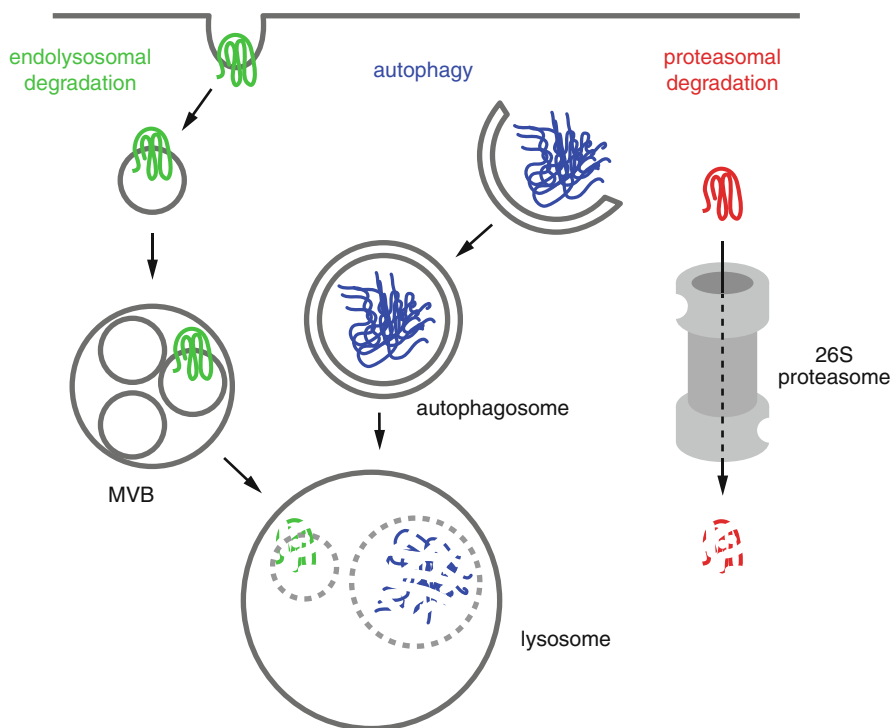 endolysosomal
degradation
autophagy
proteasomal
degradation
26S
proteasome
autophagosome
MVB
lysosome